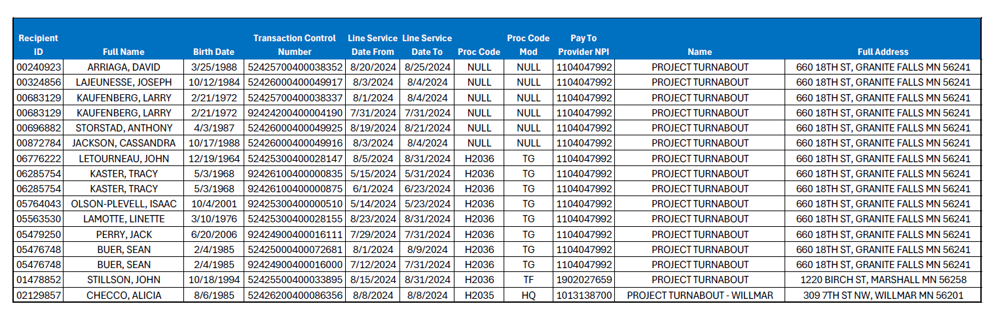 Recipient ID Full Name Birth Date Transaction Control Number Line Service Date From Line Service Date To Proc Code Proc Code Mod Pay To Provider NPI Name Full Address
00240923 ARRIAGA, DAVID 3/25/1988 52425700400038352 8/20/2024 8/25/2024 NULL NULL 1104047992 PROJECT TURNABOUT 660 18TH ST, GRANITE FALLS MN 56241
00324856 LAJEUNESSE, JOSEPH 10/12/1984 52426000400049917 8/3/2024 8/4/2024 NULL NULL 1104047992 PROJECT TURNABOUT 660 18TH ST, GRANITE FALLS MN 56241
00683129 KAUFENBERG, LARRY 2/21/1972 52425700400038337 8/1/2024 8/4/2024 NULL NULL 1104047992 PROJECT TURNABOUT 660 18TH ST, GRANITE FALLS MN 56241
00683129 KAUFENBERG, LARRY 2/21/1972 92424200400004190 7/31/2024 7/31/2024 NULL NULL 1104047992 PROJECT TURNABOUT 660 18TH ST, GRANITE FALLS MN 56241
00696882 STORSTAD, ANTHONY 4/3/1987 52426000400049925 8/19/2024 8/21/2024 NULL NULL 1104047992 PROJECT TURNABOUT 660 18TH ST, GRANITE FALLS MN 56241
00872784 JACKSON, CASSANDRA 10/17/1988 52426000400049916 8/3/2024 8/4/2024 NULL NULL 1104047992 PROJECT TURNABOUT 660 18TH ST, GRANITE FALLS MN 56241
06776222 LETOURNEAU, JOHN 12/19/1964 52425300400028147 8/5/2024 8/31/2024 H2036 TG 1104047992 PROJECT TURNABOUT 660 18TH ST, GRANITE FALLS MN 56241
06285754 KASTER, TRACY 5/3/1968 92426100400000835 5/15/2024 5/31/2024 H2036 TG 1104047992 PROJECT TURNABOUT 660 18TH ST, GRANITE FALLS MN 56241
06285754 KASTER, TRACY 5/3/1968 92426100400000875 6/1/2024 6/23/2024 H2036 TG 1104047992 PROJECT TURNABOUT 660 18TH ST, GRANITE FALLS MN 56241
05764043 OLSON-PLEVELL, ISAAC 10/4/2001 92425300400000510 5/14/2024 5/23/2024 H2036 TG 1104047992 PROJECT TURNABOUT 660 18TH ST, GRANITE FALLS MN 56241
05563530 LAMOTTE, LINETTE 3/10/1976 52425300400028155 8/23/2024 8/31/2024 H2036 TG 1104047992 PROJECT TURNABOUT 660 18TH ST, GRANITE FALLS MN 56241
05479250 PERRY, JACK 6/20/2006 92424900400016111 7/29/2024 7/31/2024 H2036 TG 1104047992 PROJECT TURNABOUT 660 18TH ST, GRANITE FALLS MN 56241
05476748 BUER, SEAN 2/4/1985 52425000400072681 8/1/2024 8/9/2024 H2036 TG 1104047992 PROJECT TURNABOUT 660 18TH ST, GRANITE FALLS MN 56241
05476748 BUER, SEAN 2/4/1985 92424900400016000 7/12/2024 7/31/2024 H2036 TG 1104047992 PROJECT TURNABOUT 660 18TH ST, GRANITE FALLS MN 56241
01478852 STILLSON, JOHN 10/18/1994 52425500400033895 8/15/2024 8/31/2024 H2036 TF 1902027659 PROJECT TURNABOUT 1220 BIRCH ST, MARSHALL MN 56258
02129857 CHECCO, ALICIA 8/6/1985 52426200400086356 8/8/2024 8/8/2024 H2035 HQ 1013138700 PROJECT TURNABOUT - WILLMAR 309 7TH ST NW, WILLMAR MN 56201